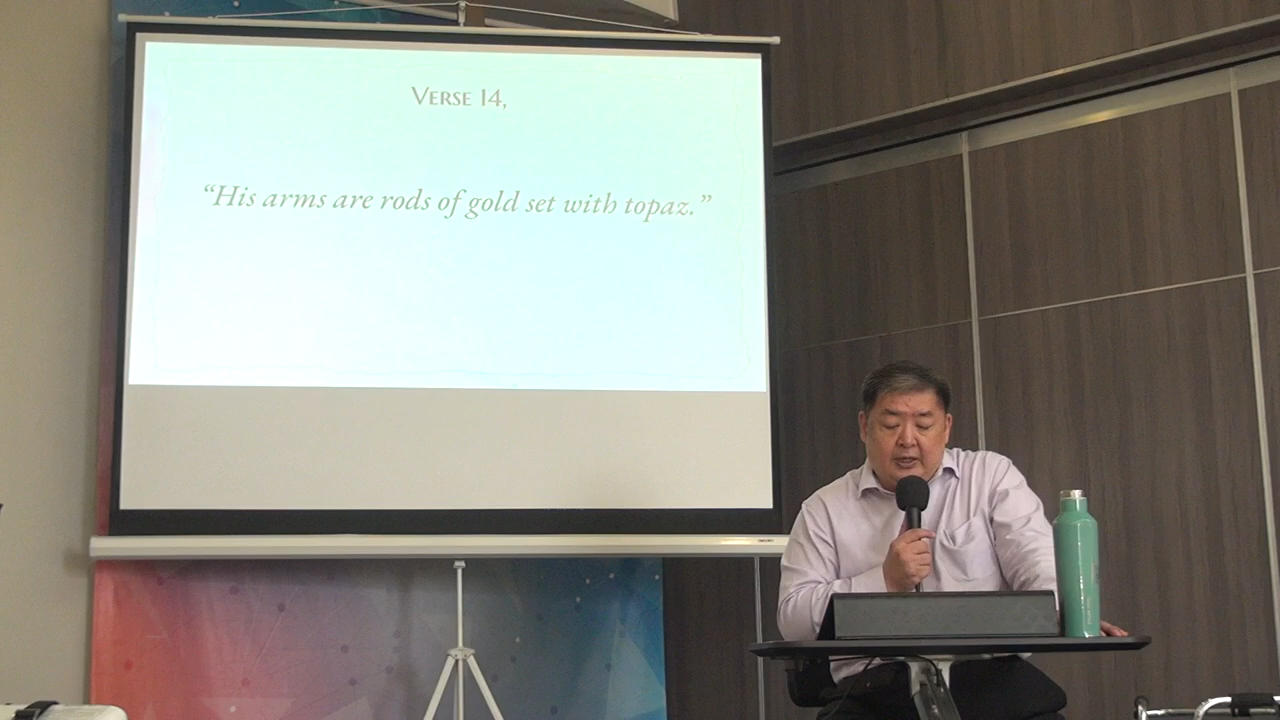 Verse 14,
“His arms are rods of gold set with topaz.”